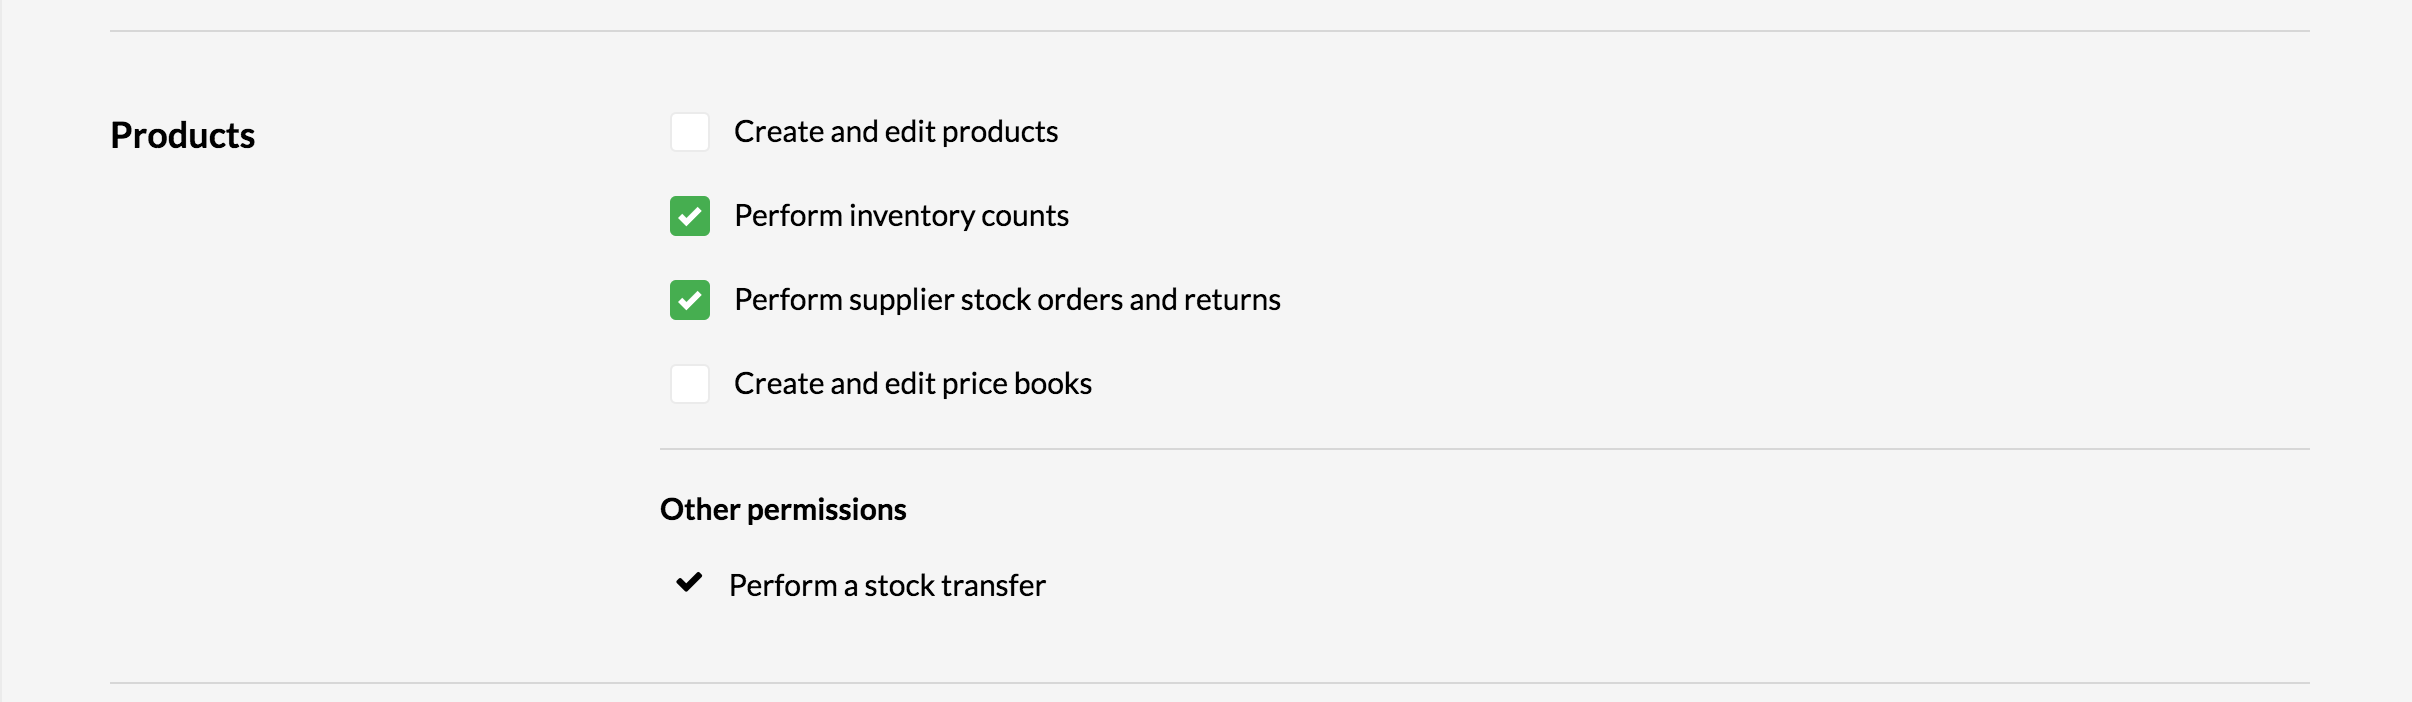 Products
Create and edit products
Perform inventory counts
Perform supplier stock orders and returns
Create and edit price books
Other permissions
Perform a stock transfer